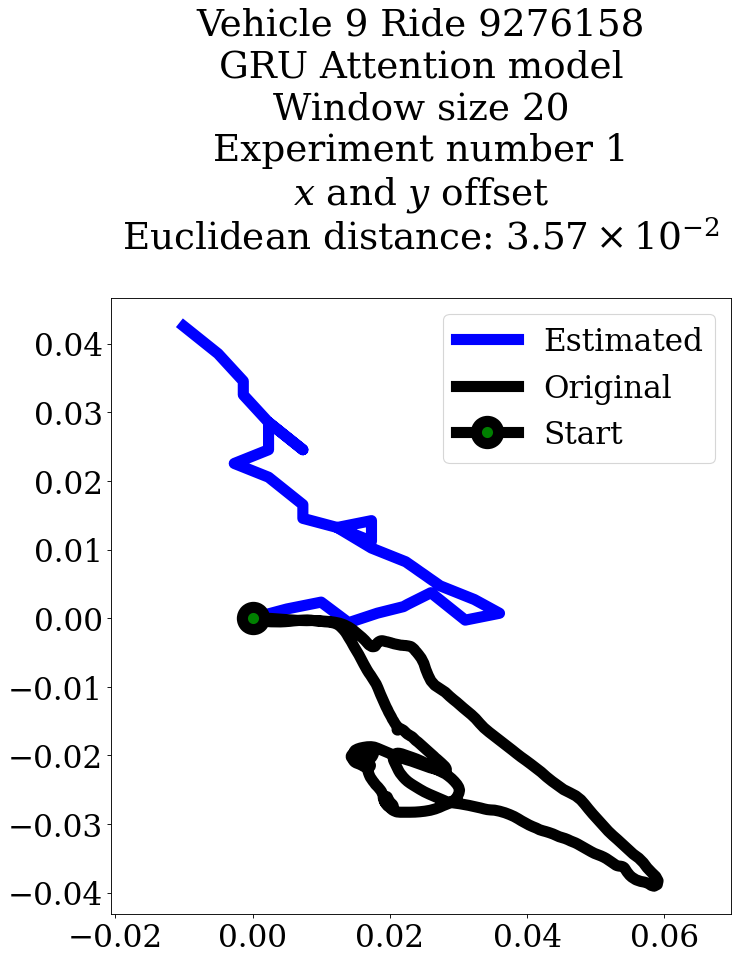 Vehicle 9 Ride 9276158
GRU Attention model
Window size 20
Experiment number 1
x and y offset
Euclidean distance: 3.57 × 10⁻²
Estimated
Original
Start
0.04
0.03
0.02
0.01
0.00
−0.01
−0.02
−0.03
−0.04
−0.02 0.00 0.02 0.04 0.06